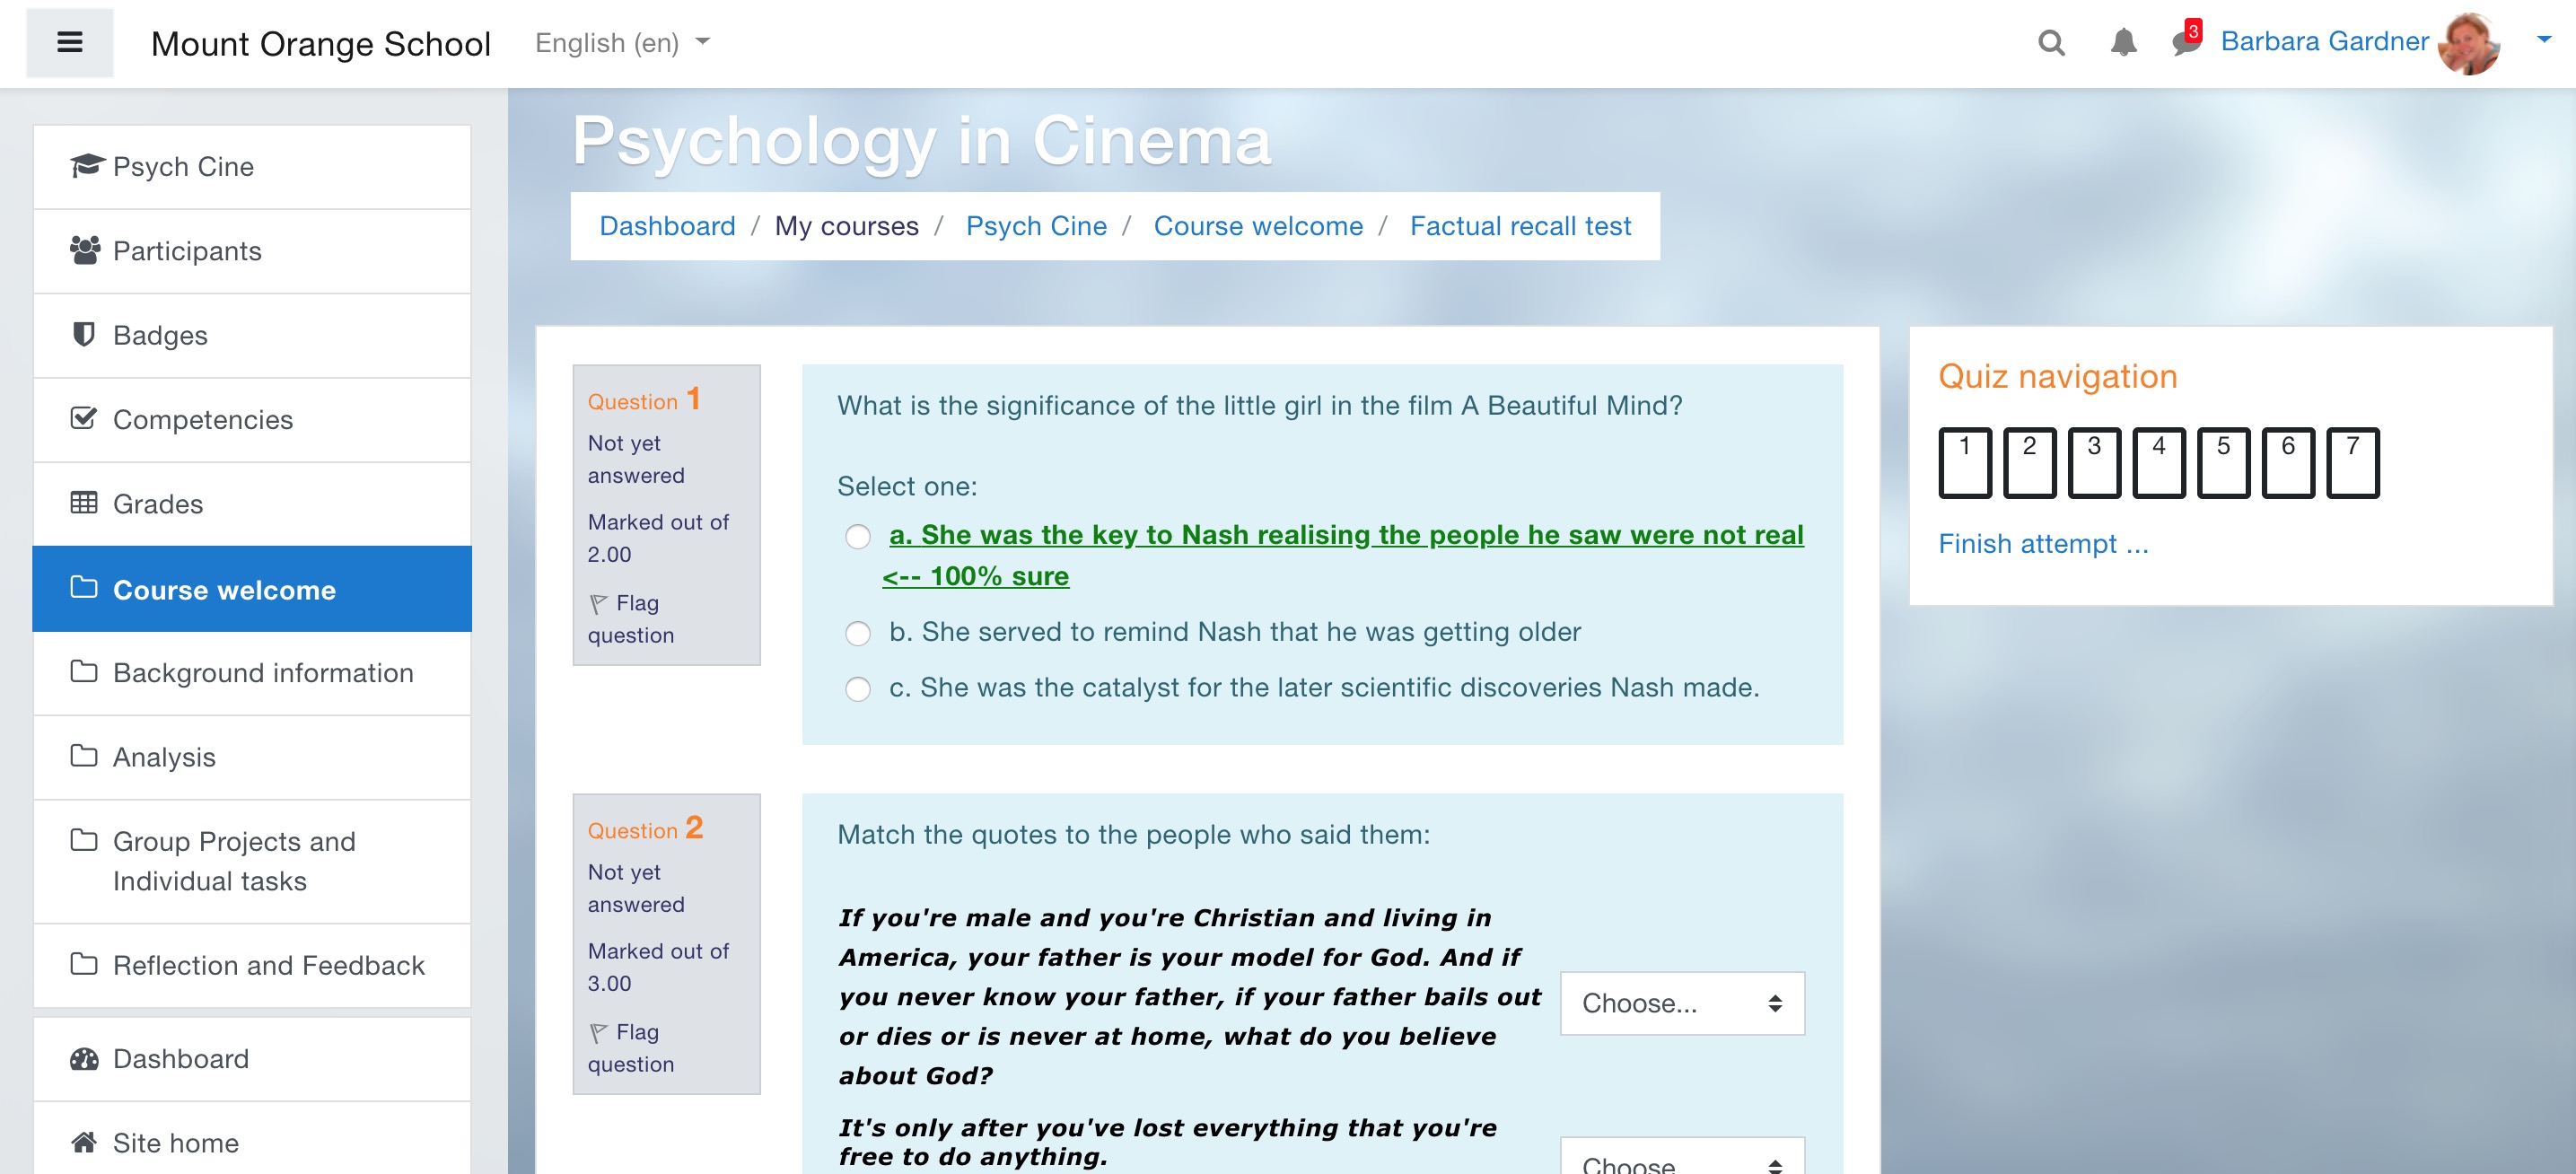 Mount Orange School
English (en)
3
Barbara Gardner
Psych Cine
Participants
Badges
Competencies
Grades
Course welcome
Background information
Analysis
Group Projects and
Individual tasks
Reflection and Feedback
Dashboard
Site home
Psychology in Cinema
Dashboard / My courses / Psych Cine / Course welcome / Factual recall test
Question 1
Not yet
answered
Marked out of
2.00
Flag
question
What is the significance of the little girl in the film A Beautiful Mind?
Select one:
a. She was the key to Nash realising the people he saw were not real
<-- 100% sure
b. She served to remind Nash that he was getting older
c. She was the catalyst for the later scientific discoveries Nash made.
Question 2
Not yet
answered
Marked out of
3.00
Flag
question
Match the quotes to the people who said them:
If you're male and you're Christian and living in
America, your father is your model for God. And if
you never know your father, if your father bails out
or dies or is never at home, what do you believe
about God?
Choose...
It's only after you've lost everything that you're
free to do anything.
Choose
Quiz navigation
1 2 3 4 5 6 7
Finish attempt ...